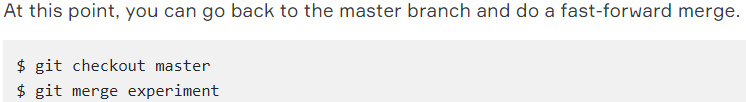 At this point, you can go back to the master branch and do a fast-forward merge.
$ git checkout master
$ git merge experiment